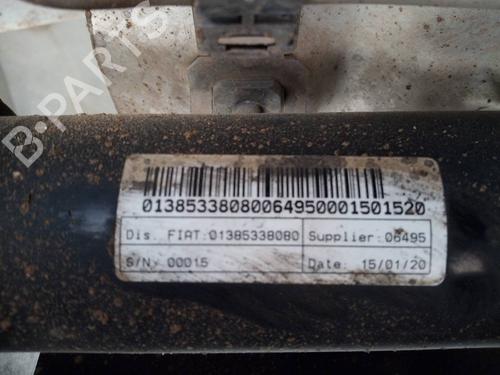 B-PARTS
01385338080064950001501520
Dis. FIAT:01385338080
Supplier:06495
S/N: 00015
Date: 15/01/20